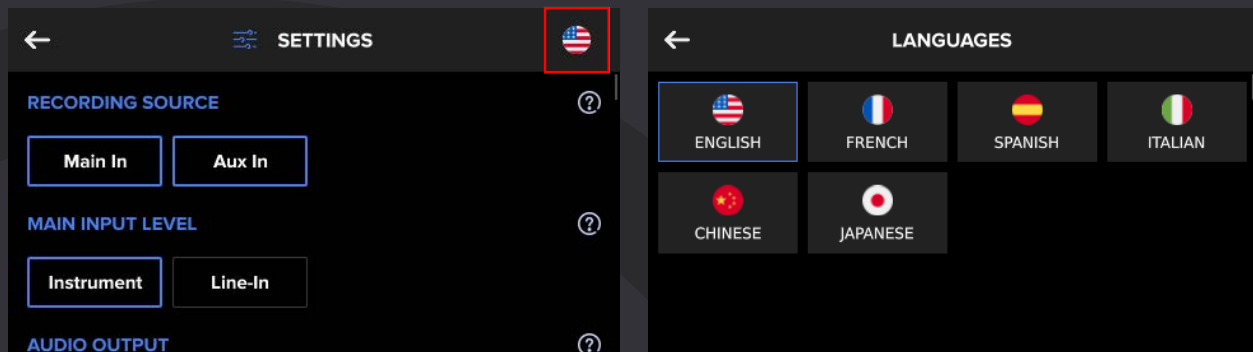 SETTINGS
RECORDING SOURCE
Main In
Aux In
MAIN INPUT LEVEL
Instrument
Line-In
AUDIO OUTPUT
LANGUAGES
ENGLISH
FRENCH
SPANISH
ITALIAN
CHINESE
JAPANESE